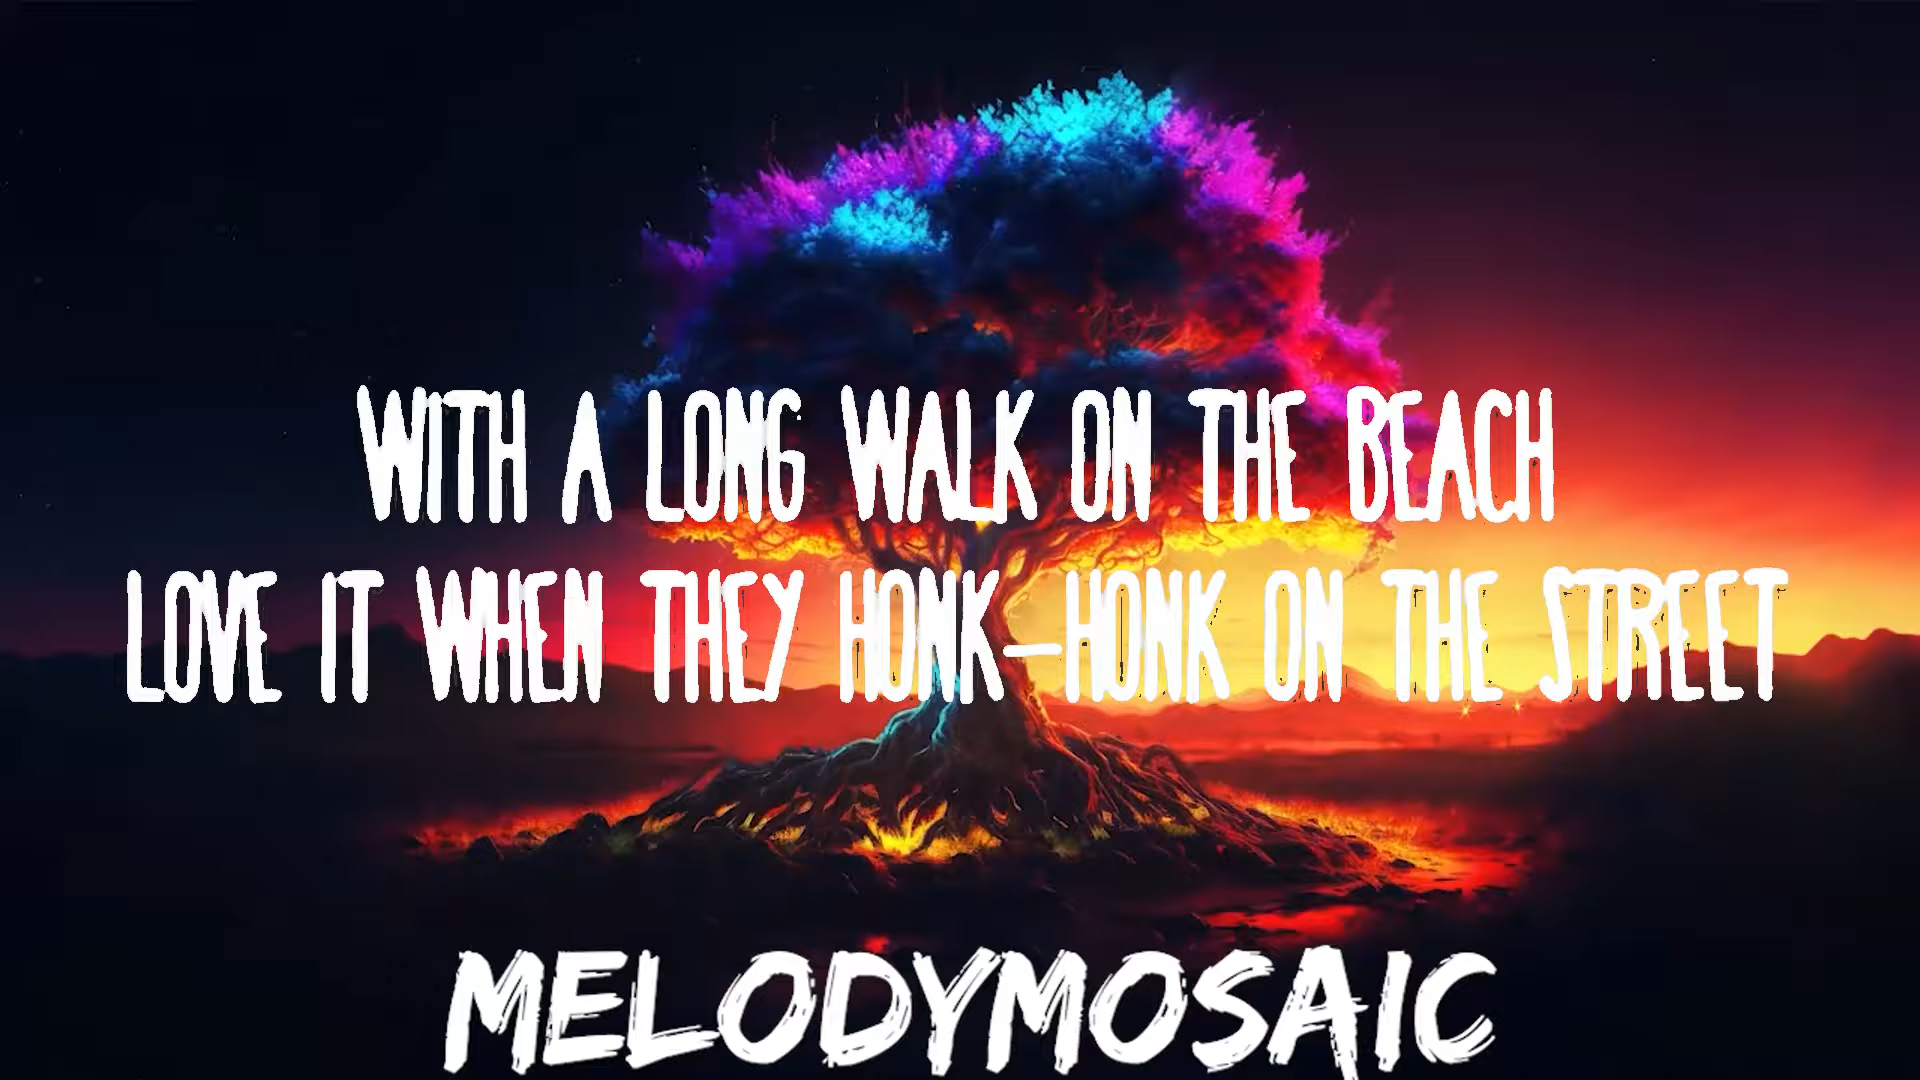 WITH A LONG WALK ON THE BEACH
LOVE IT WHEN THEY HONK-HONK ON THE STREET
MELODYMOSAIC